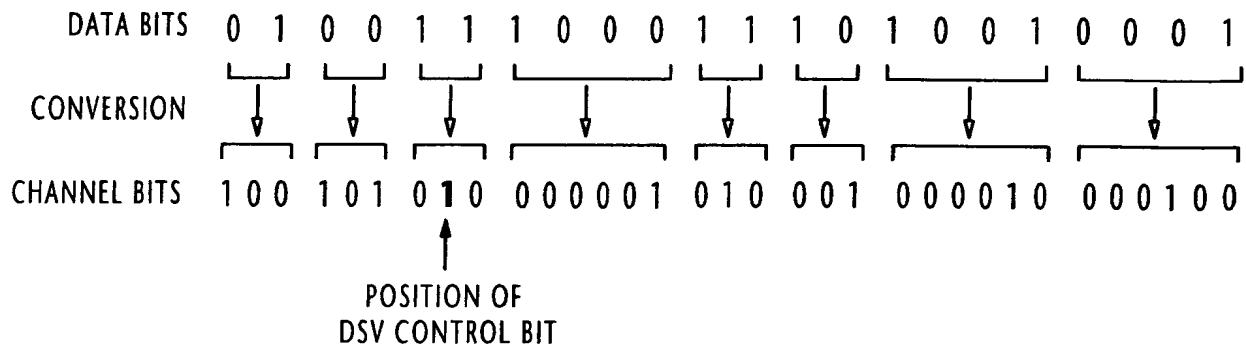 DATA BITS 0 1 0 0 1 1 1 0 0 0 1 1 1 0 1 0 0 1 0 0 0 1
CONVERSION
CHANNEL BITS 1 0 0 1 0 1 0 1 0 0 0 0 0 0 1 0 1 0 0 0 1 0 0 0 0 1 0 0 0 0 1 0 0
POSITION OF
DSV CONTROL BIT